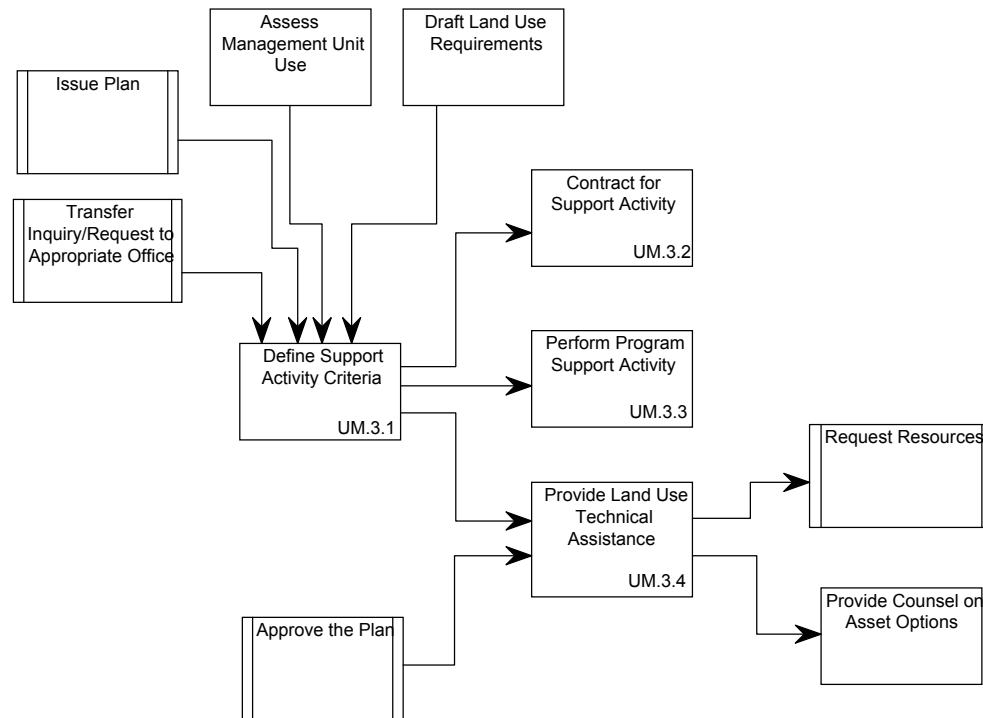 Assess
Management Unit
Use
Draft Land Use
Requirements
Issue Plan
Transfer
Inquiry/Request to
Appropriate Office
Contract for
Support Activity
UM.3.2
Define Support
Activity Criteria
UM.3.1
Perform Program
Support Activity
UM.3.3
Request Resources
Provide Land Use
Technical
Assistance
UM.3.4
Provide Counsel on
Asset Options
Approve the Plan